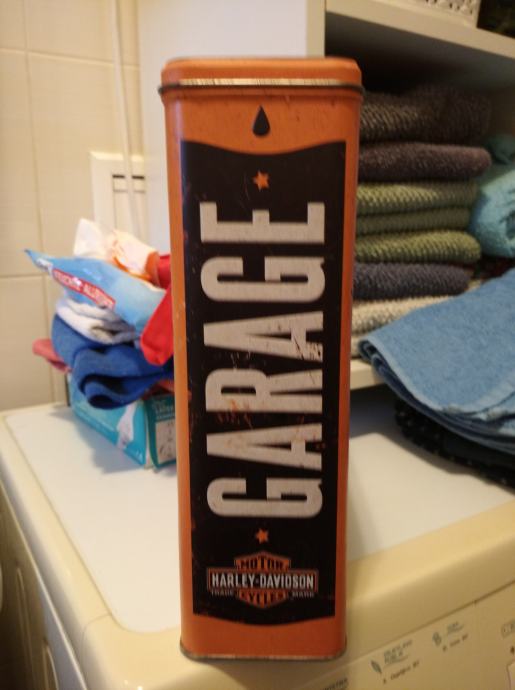 GARAGE
MOTOR
HARLEY-DAVIDSON
TRADE MARK
CYCLES